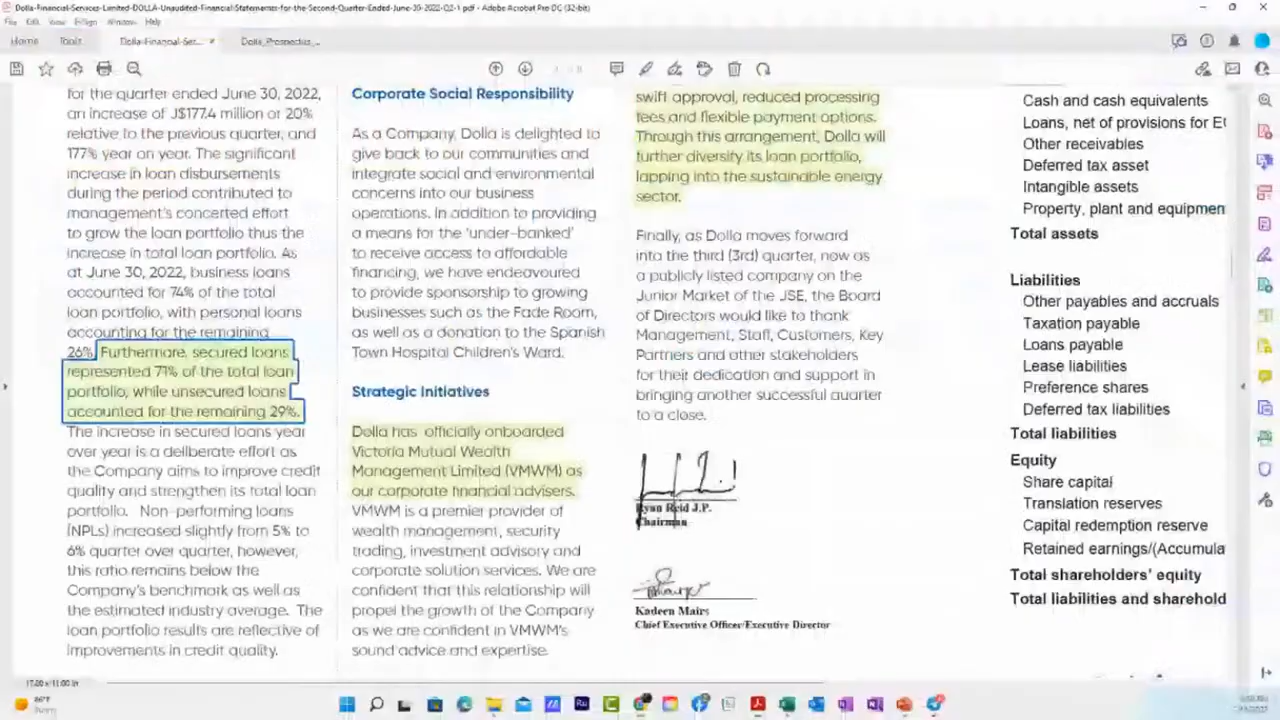 Dolla-Financial-Services-Limited-DOLLA-Unaudited-Financial-Statements-for-the-Second-Quarter-Ended-June-30-2022-Q2-1.pdf - Adobe Acrobat Pro DC (32-bit)
File Edit View E-Sign Window Help
Home Tools Dolla-Financial-Ser... Dolla_Prospectus_...
for the quarter ended June 30, 2022,
an increase of J$177.4 million or 20%
relative to the previous quarter, and
177% year on year. The significant
increase in loan disbursements
during the period contributed to
management's concerted effort
to grow the loan portfolio thus the
increase in total loan portfolio. As
at June 30, 2022, business loans
accounted for 74% of the total
loan portfolio, with personal loans
accounting for the remaining
26%. Furthermore, secured loans
represented 71% of the total loan
portfolio, while unsecured loans
accounted for the remaining 29%.
The increase in secured loans year
over year is a deliberate effort as
the Company aims to improve credit
quality and strengthen its total loan
portfolio. Non-performing loans
(NPLs) increased slightly from 5% to
6% quarter over quarter, however,
this ratio remains below the
Company's benchmark as well as
the estimated industry average. The
loan portfolio results are reflective of
improvements in credit quality.
Corporate Social Responsibility
As a Company, Dolla is delighted to
give back to our communities and
integrate social and environmental
concerns into our business
operations. In addition to providing
a means for the 'under-banked'
to receive access to affordable
financing, we have endeavoured
to provide sponsorship to growing
businesses such as the Fade Room,
as well as a donation to the Spanish
Town Hospital Children's Ward.
Strategic Initiatives
Dolla has officially onboarded
Victoria Mutual Wealth
Management Limited (VMWM) as
our corporate financial advisers.
VMWM is a premier provider of
wealth management, security
trading, investment advisory and
corporate solution services. We are
confident that this relationship will
propel the growth of the Company
as we are confident in VMWM's
sound advice and expertise.
swift approval, reduced processing
fees and flexible payment options.
Through this arrangement, Dolla will
further diversify its loan portfolio,
tapping into the sustainable energy
sector.
Finally, as Dolla moves forward
into the third (3rd) quarter, now as
a publicly listed company on the
Junior Market of the JSE, the Board
of Directors would like to thank
Management, Staff, Customers, Key
Partners and other stakeholders
for their dedication and support in
bringing another successful quarter
to a close.
Ryan Reid J.P.
Chairman
Kadeen Mairs
Chief Executive Officer/Executive Director
Cash and cash equivalents
Loans, net of provisions for EC
Other receivables
Deferred tax asset
Intangible assets
Property, plant and equipmen
Total assets
Liabilities
Other payables and accruals
Taxation payable
Loans payable
Lease liabilities
Preference shares
Deferred tax liabilities
Total liabilities
Equity
Share capital
Translation reserves
Capital redemption reserve
Retained earnings/(Accumula
Total shareholders' equity
Total liabilities and sharehold
17.00 x 11.00 in
86°F